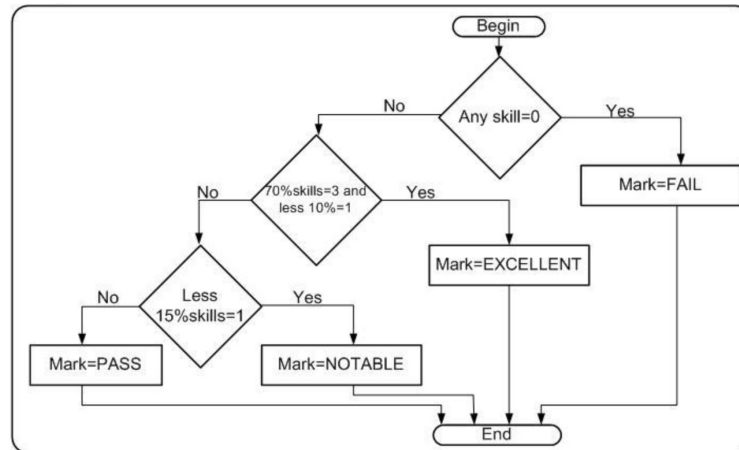 Begin
Any skill=0
No
Yes
70%skills=3 and
less 10%=1
Mark=FAIL
No
Yes
Mark=EXCELLENT
Less
15%skills=1
No
Yes
Mark=PASS
Mark=NOTABLE
End